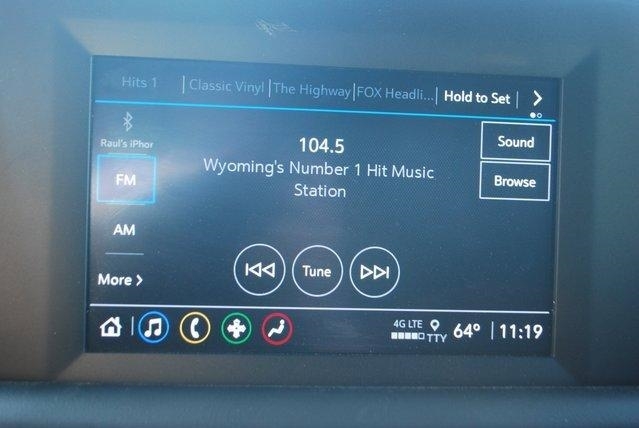 Hits 1 Classic Vinyl The Highway FOX Headli... Hold to Set
Raul's iPhor
104.5
Sound
Wyoming's Number 1 Hit Music
Station
FM
Browse
AM
Tune
More
4G LTE
TTY
64° 11:19